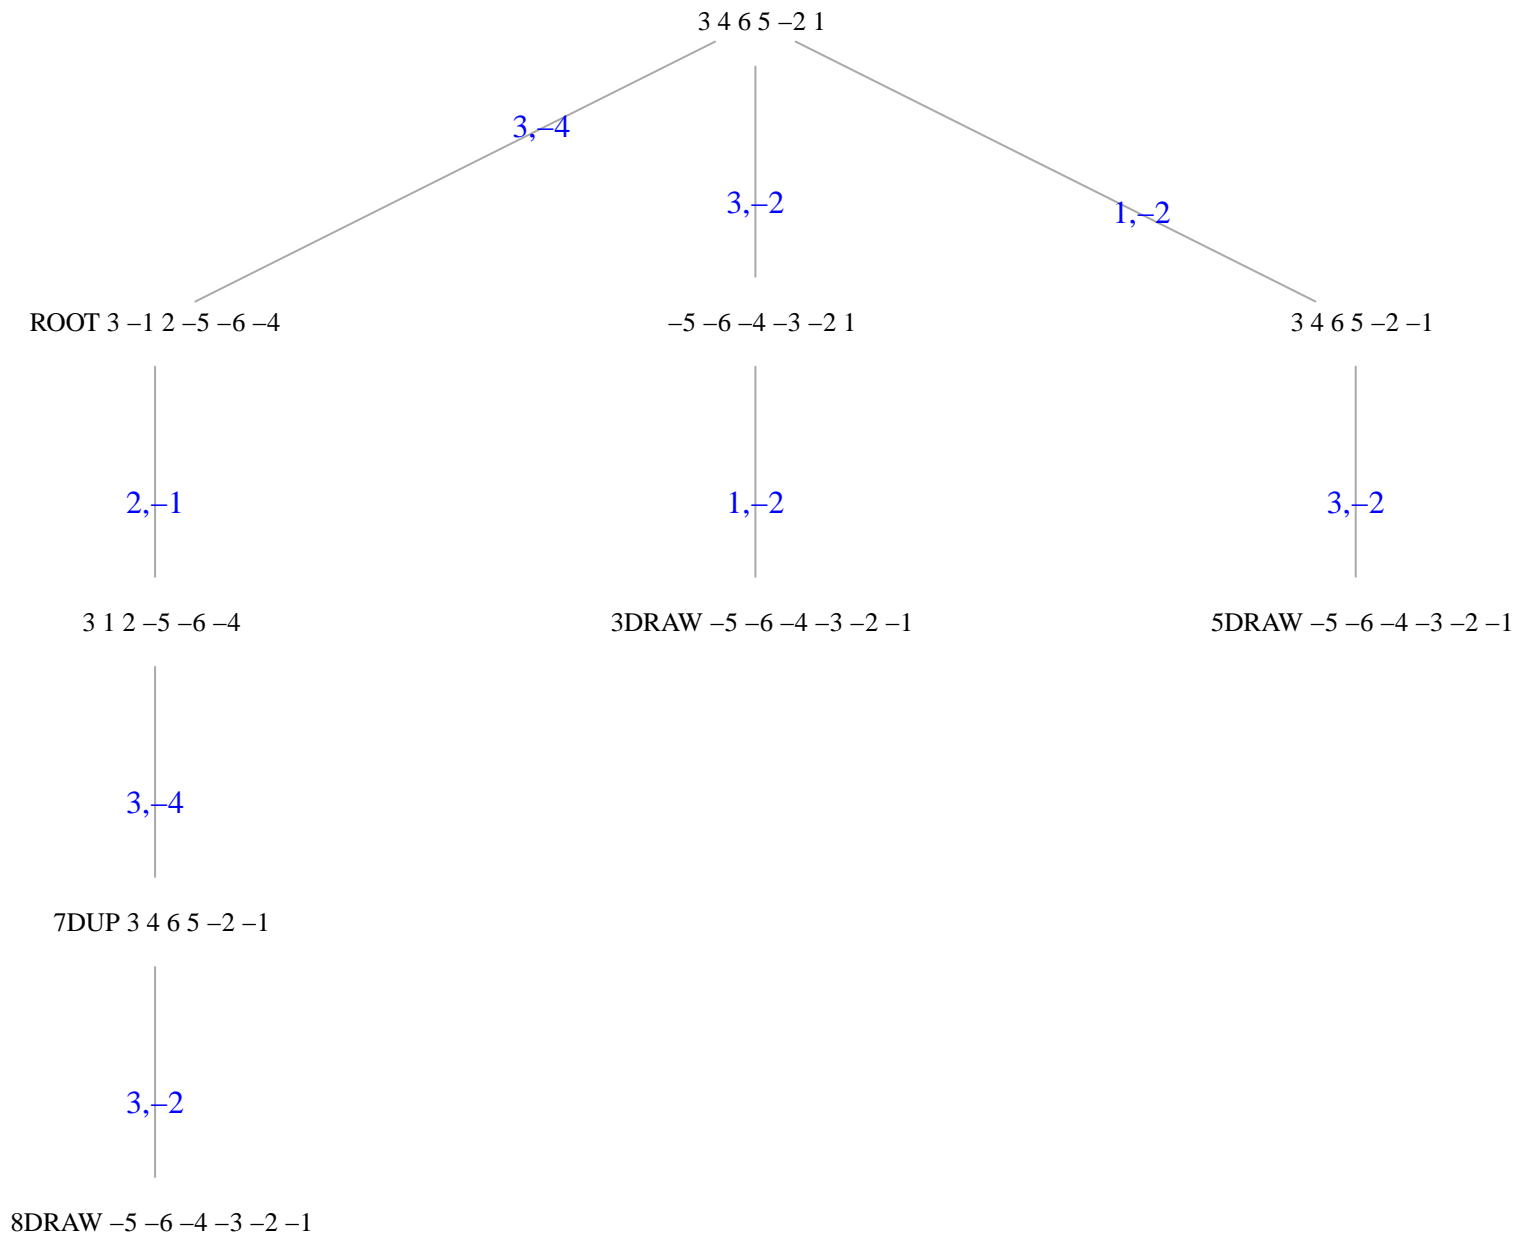 3 4 6 5 –2 1
3,–4
3,–2
1,–2
ROOT 3 –1 2 –5 –6 –4
–5 –6 –4 –3 –2 1
3 4 6 5 –2 –1
2,–1
1,–2
3,–2
3 1 2 –5 –6 –4
3DRAW –5 –6 –4 –3 –2 –1
5DRAW –5 –6 –4 –3 –2 –1
3,–4
7DUP 3 4 6 5 –2 –1
3,–2
8DRAW –5 –6 –4 –3 –2 –1